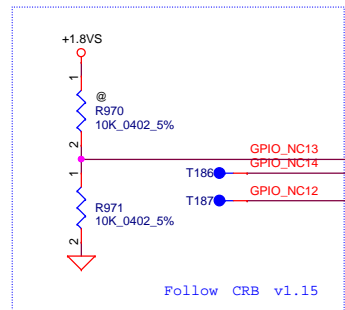 +1.8VS
1
@
R970
10K_0402_5%
2
GPIO_NC13
1
GPIO_NC14
T186
GPIO_NC12
T187
R971
10K_0402_5%
2
Follow CRB v1.15